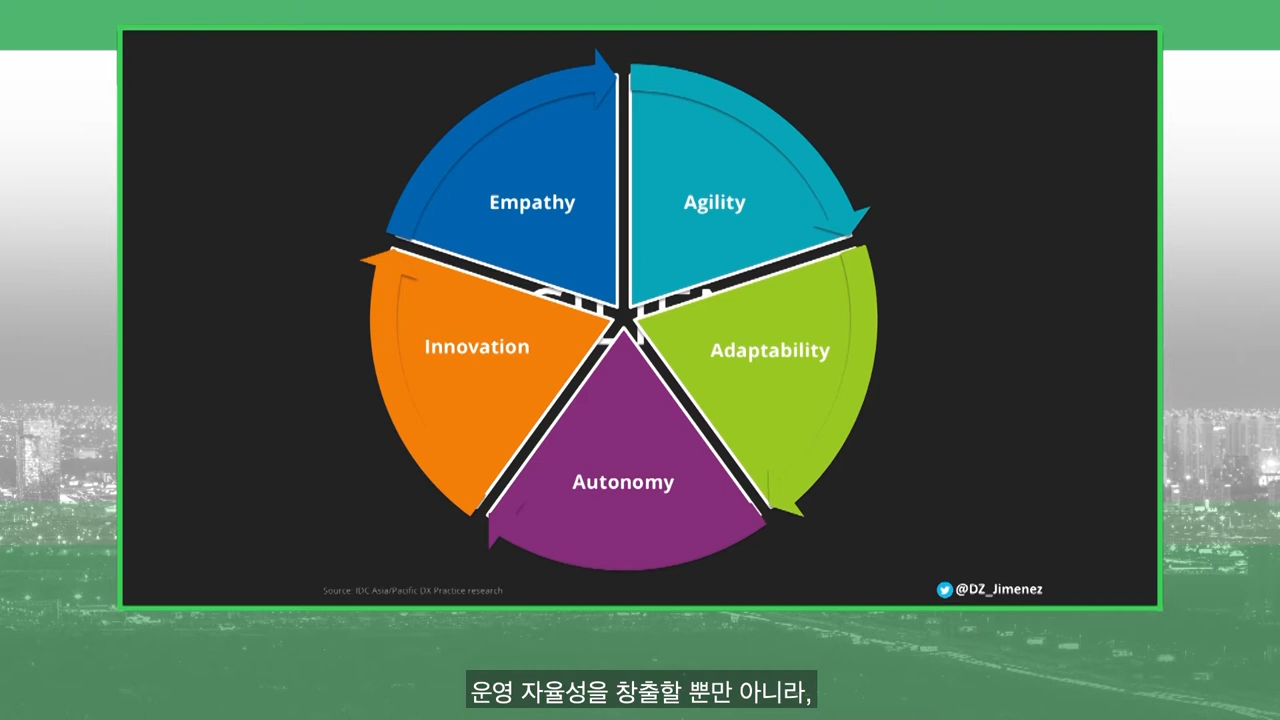 Empathy
Agility
Innovation
Adaptability
Autonomy
Source: IDC Asia/Pacific DX Practice research
@DZ_Jimenez
운영 자율성을 창출할 뿐만 아니라,